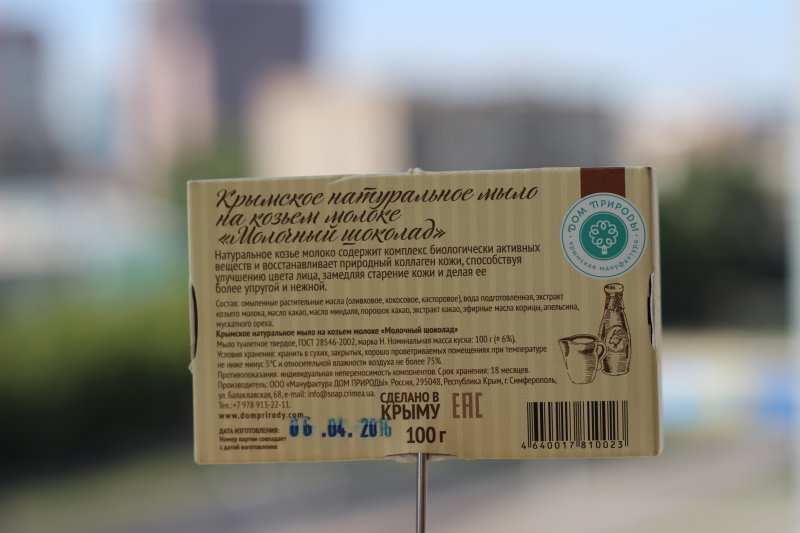 Крымское натуральное мыло
на козьем молоке
«Молочный шоколад»
Натуральное козье молоко содержит комплекс биологически активных
веществ и восстанавливает природный коллаген кожи, способствуя
улучшению цвета лица, замедляя старение кожи и делая ее
более упругой и нежной.
ДОМ ПРИРОДЫ
крымская мануфактура
Состав: омыленные растительные масла (оливковое, кокосовое, касторовое), вода подготовленная, экстракт
козьего молока, масло какао, масло миндаля, порошок какао, экстракт какао, эфирные масла корицы, апельсина,
мускатного ореха.
Крымское натуральное мыло на козьем молоке «Молочный шоколад»
Мыло туалетное твердое, ГОСТ 28546-2002, марка Н. Номинальная масса куска: 100 г (± 6%).
Условия хранения: хранить в сухих, закрытых, хорошо проветриваемых помещениях при температуре
не ниже минус 5°С и относительной воздуха не более 75%.
Противопоказания: индивидуальная непереносимость компонентов. Срок хранения: 18 месяцев.
Производитель: ООО «Мануфактура ДОМ ПРИРОДЫ». Россия, 295048, Республика Крым, г. Симферополь,
ул. Балаклавская, 68, e-mail: info@soap.crimea.ua.
Тел.: +7 978 913-22-11.
www.domprirody.com
СДЕЛАНО В
КРЫМУ
EAC
ДАТА ИЗГОТОВЛЕНИЯ:
Номер партии совпадает
с датой изготовления
06.04.2016
100 г
4 640017 810023